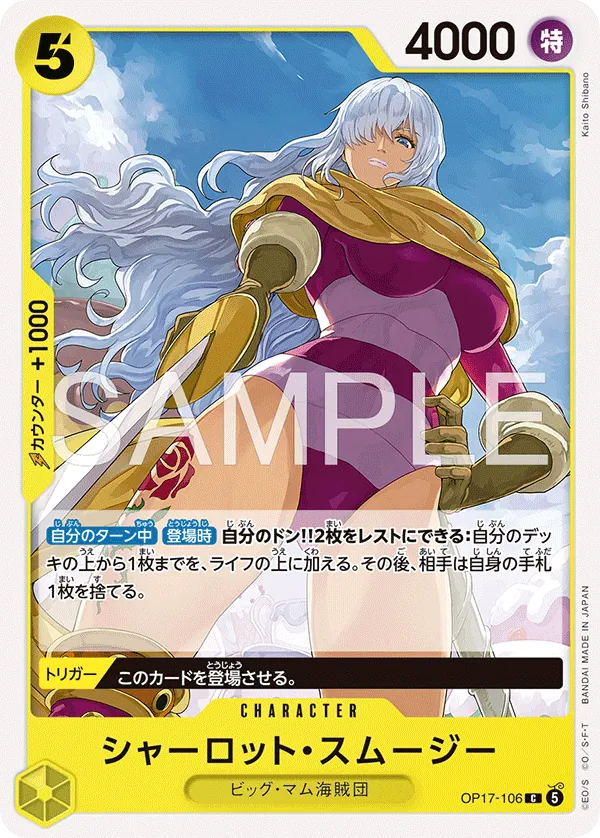 5
4000
特
Kaito Shibano
カウンター +1000
SAMPLE
自分のターン中 登場時 自分のドン!!2枚をレストにできる:自分のデッ
キの上から1枚までを、ライフの上に加える。その後、相手は自身の手札
1枚を捨てる。
トリガー このカードを登場させる。
CHARACTER
シャーロット・スムージー
ビッグ・マム海賊団
OP17-106 C 5
©E.O/S ©O/S・F・T BANDAI MADE IN JAPAN